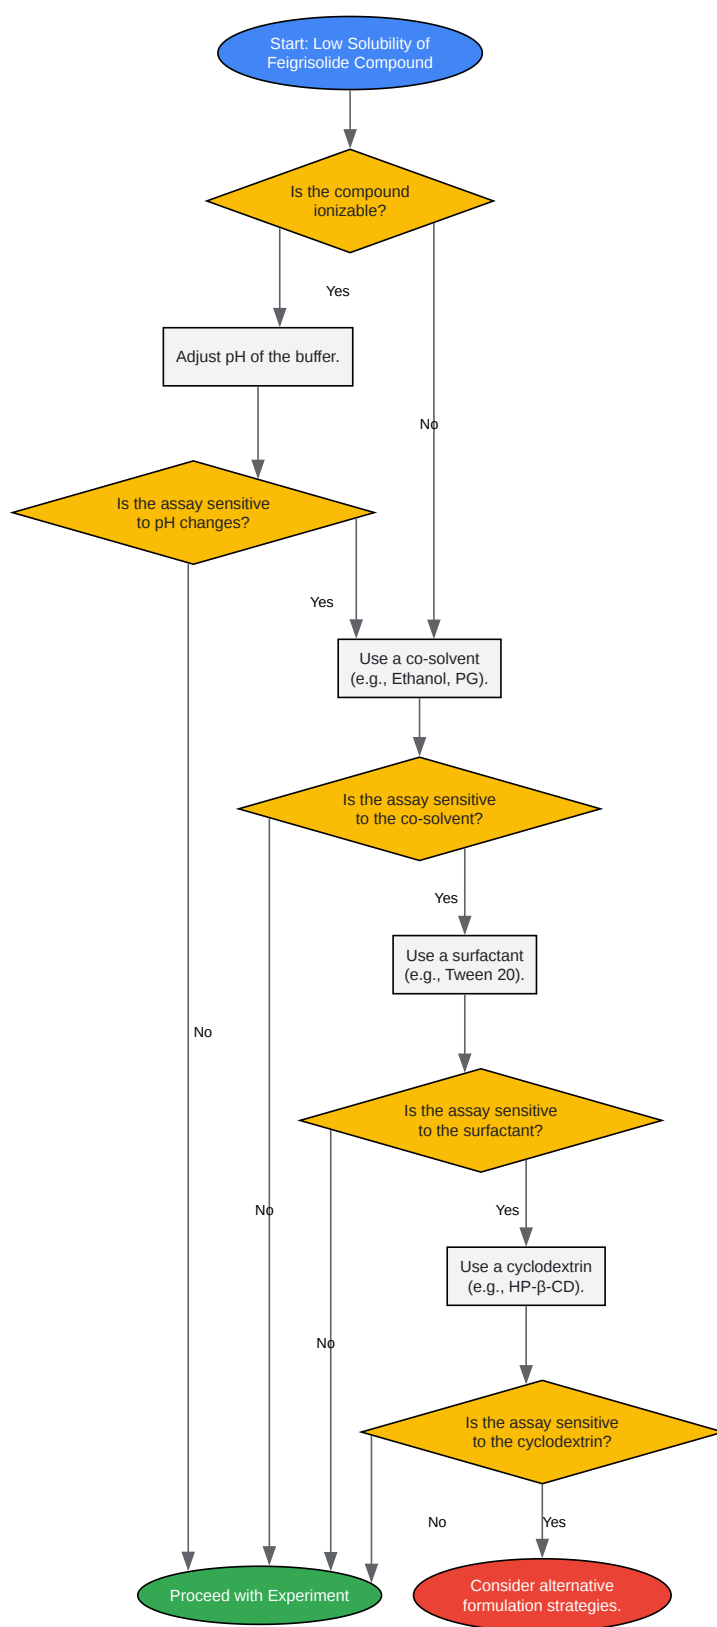 Start: Low Solubility of
Feigrisolide Compound
Is the compound
ionizable?
Yes
Adjust pH of the buffer.
No
Is the assay sensitive
to pH changes?
Yes
Use a co-solvent
(e.g., Ethanol, PG).
Is the assay sensitive
to the co-solvent?
Yes
Use a surfactant
(e.g., Tween 20).
No
Is the assay sensitive
to the surfactant?
No
Yes
Use a cyclodextrin
(e.g., HP-β-CD).
No
Is the assay sensitive
to the cyclodextrin?
No
Yes
Proceed with Experiment
Consider alternative
formulation strategies.